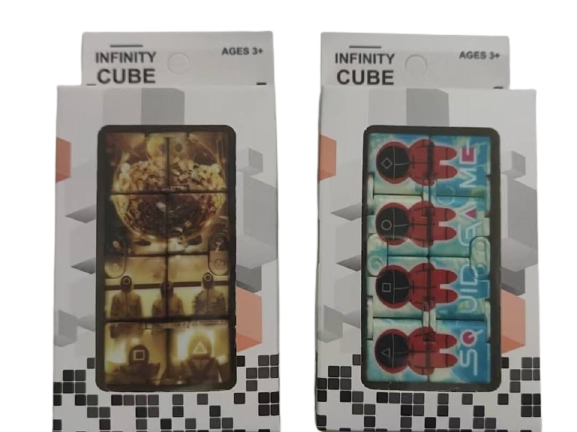 INFINITY
CUBE
AGES 3+
INFINITY
CUBE
AGES 3+
SQUID GAME